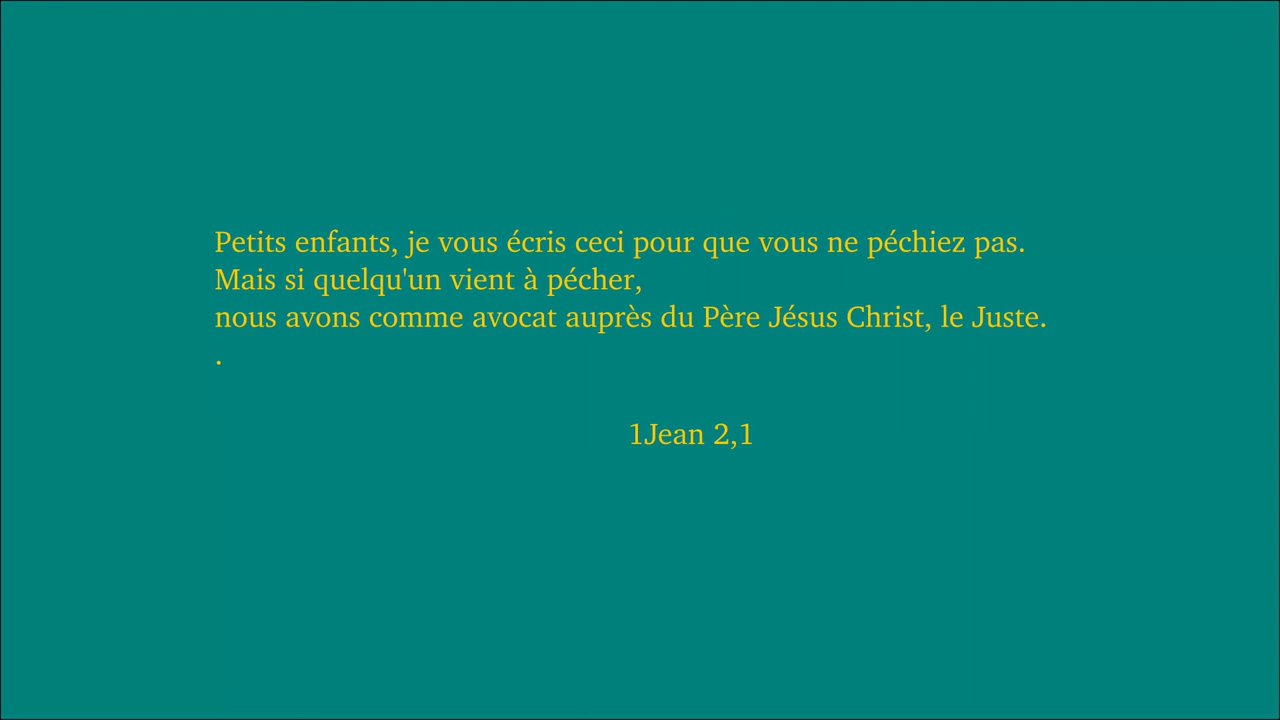 Petits enfants, je vous écris ceci pour que vous ne péchiez pas.
Mais si quelqu'un vient à pécher,
nous avons comme avocat auprès du Père Jésus Christ, le Juste.
.
1Jean 2,1